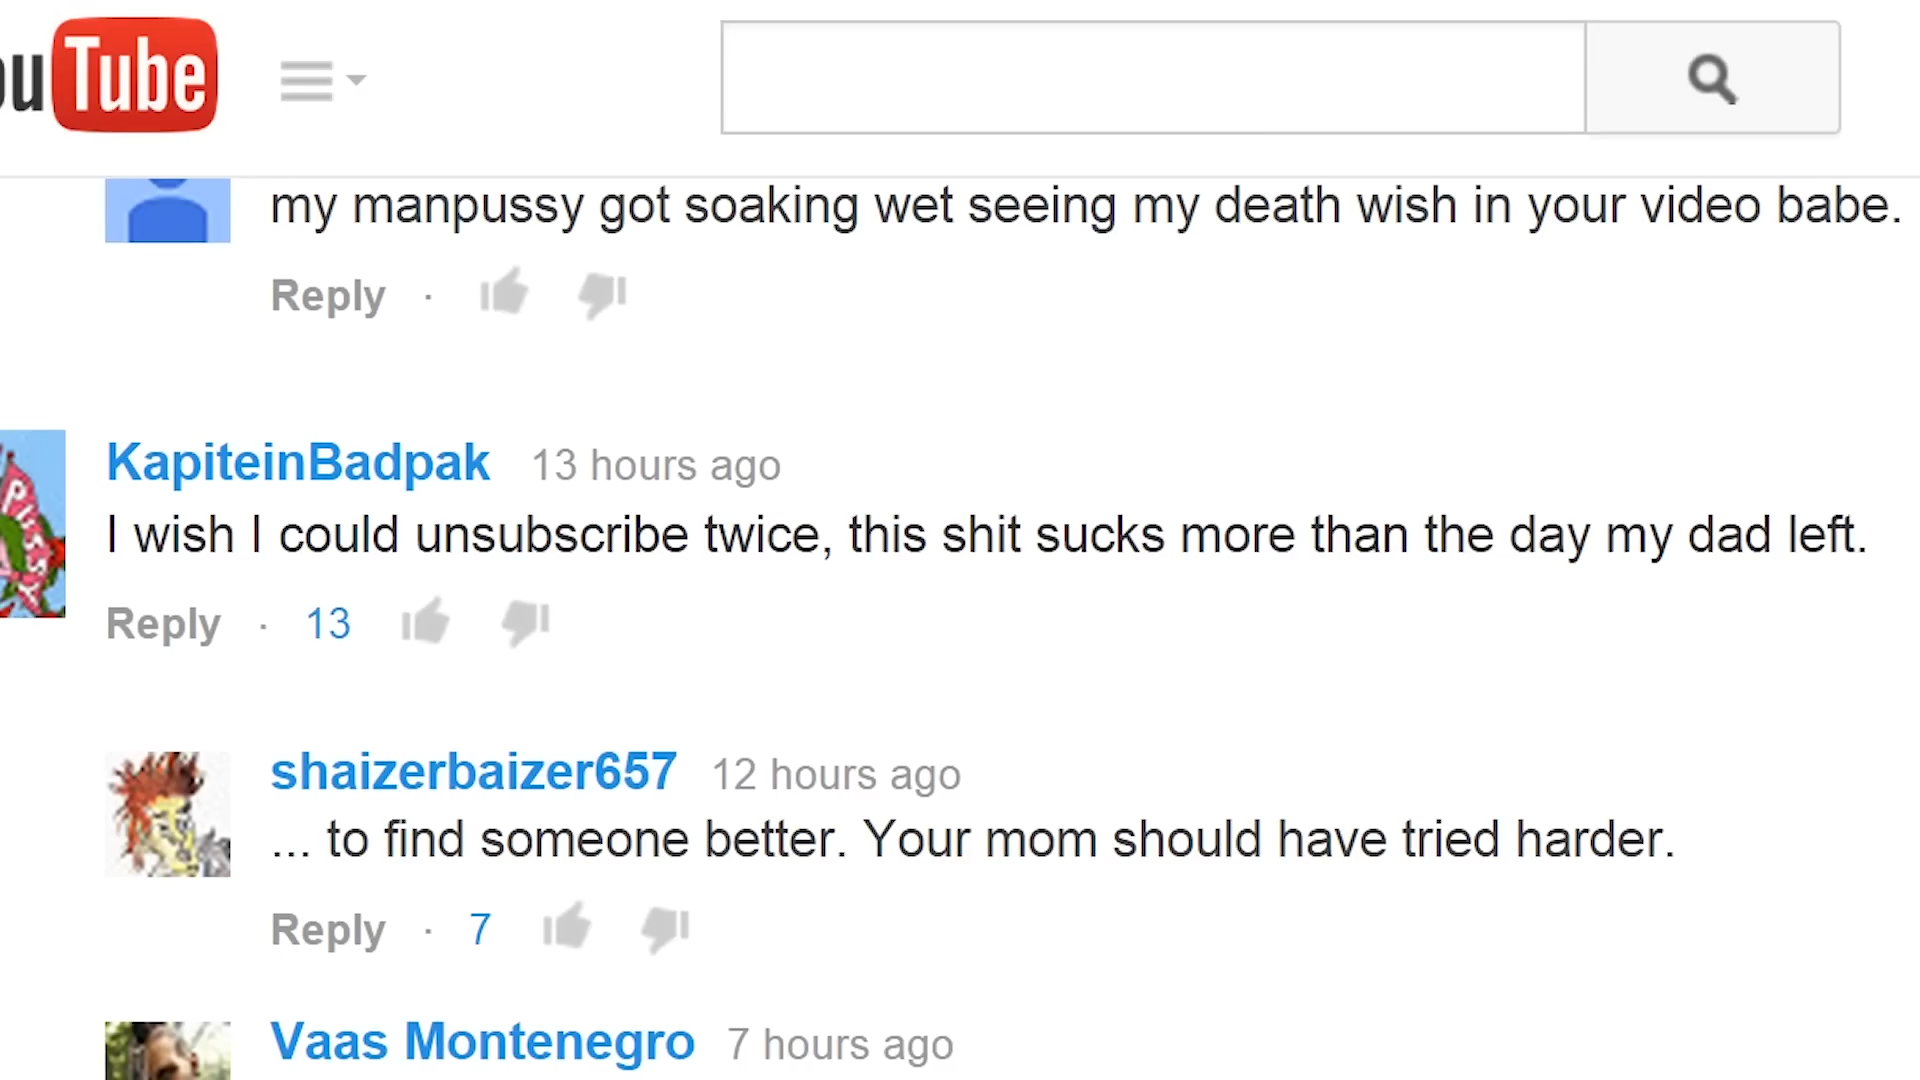 ouTube
my manpussy got soaking wet seeing my death wish in your video babe.
Reply ·
KapiteinBadpak 13 hours ago
I wish I could unsubscribe twice, this shit sucks more than the day my dad left.
PUSSY
Reply · 13
shaizerbaizer657 12 hours ago
... to find someone better. Your mom should have tried harder.
Reply · 7
Vaas Montenegro 7 hours ago